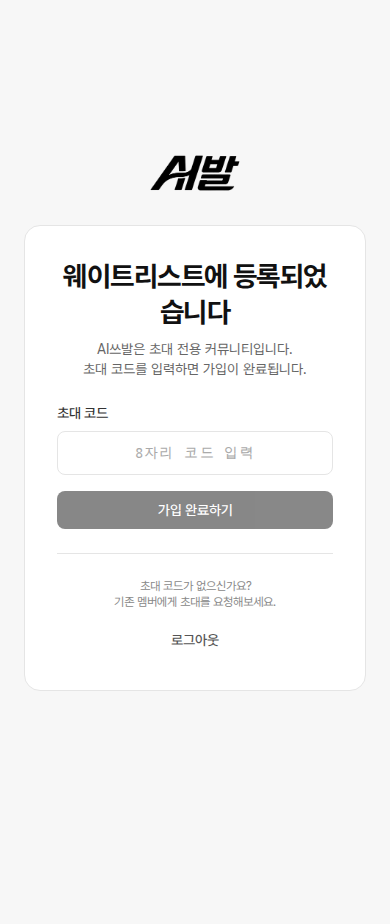 AI발
웨이트리스트에 등록되었
습니다
AI쓰발은 초대 전용 커뮤니티입니다.
초대 코드를 입력하면 가입이 완료됩니다.
초대 코드
8자리 코드 입력
가입 완료하기
초대 코드가 없으신가요?
기존 멤버에게 초대를 요청해보세요.
로그아웃